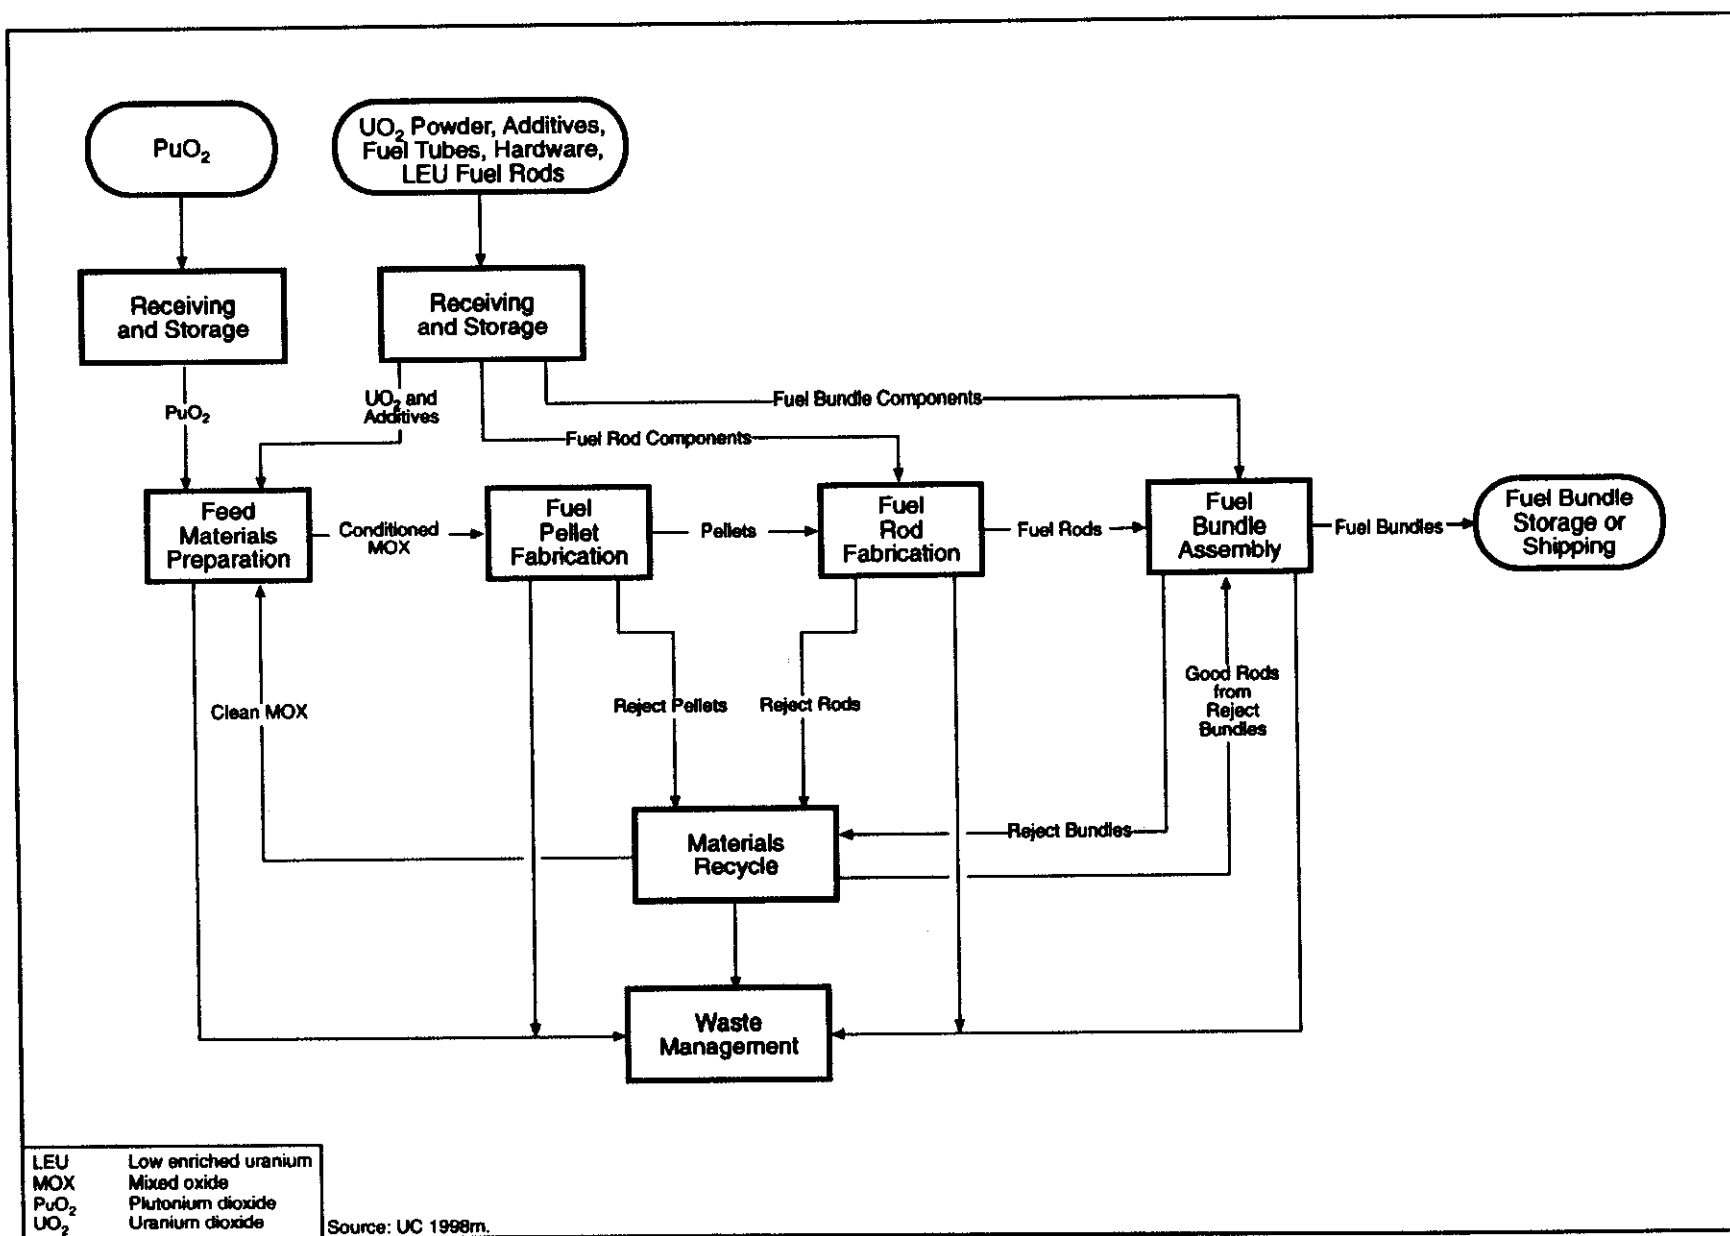 PuO₂
UO₂ Powder, Additives,
Fuel Tubes, Hardware,
LEU Fuel Rods
Receiving
and Storage
Receiving
and Storage
PuO₂
UO₂ and
Additives
Fuel Bundle Components
Fuel Rod Components
Feed
Materials
Preparation
Conditioned
MOX
Fuel
Pellet
Fabrication
Pellets
Fuel
Rod
Fabrication
Fuel Rods
Fuel
Bundle
Assembly
Fuel Bundles
Fuel Bundle
Storage or
Shipping
Clean MOX
Reject Pellets
Reject Rods
Good Rods
from
Reject
Bundles
Reject Bundles
Materials
Recycle
Waste
Management
LEU Low enriched uranium
MOX Mixed oxide
PuO₂ Plutonium dioxide
UO₂ Uranium dioxide
Source: UC 1998m.